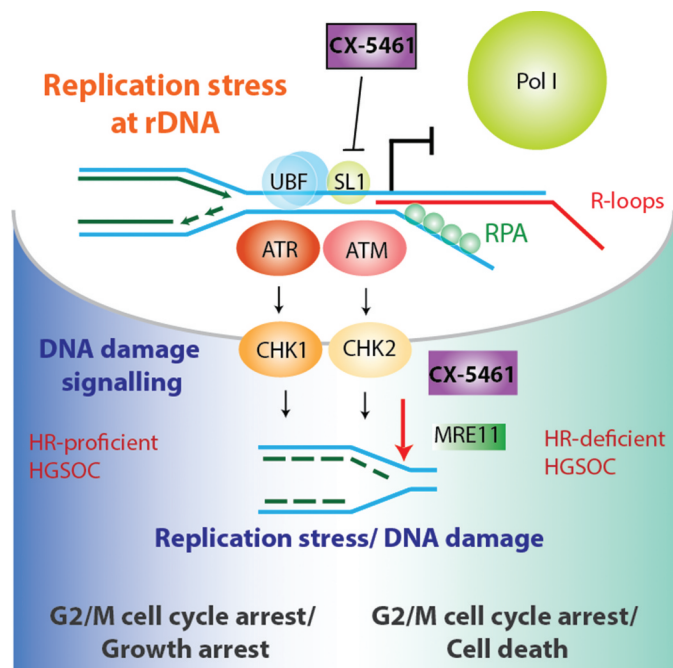 CX-5461
Replication stress
at rDNA
Pol I
UBF
SL1
R-loops
RPA
ATR
ATM
CHK1
CHK2
DNA damage
signalling
CX-5461
MRE11
HR-proficient
HGSOC
HR-deficient
HGSOC
Replication stress/ DNA damage
G2/M cell cycle arrest/
Growth arrest
G2/M cell cycle arrest/
Cell death